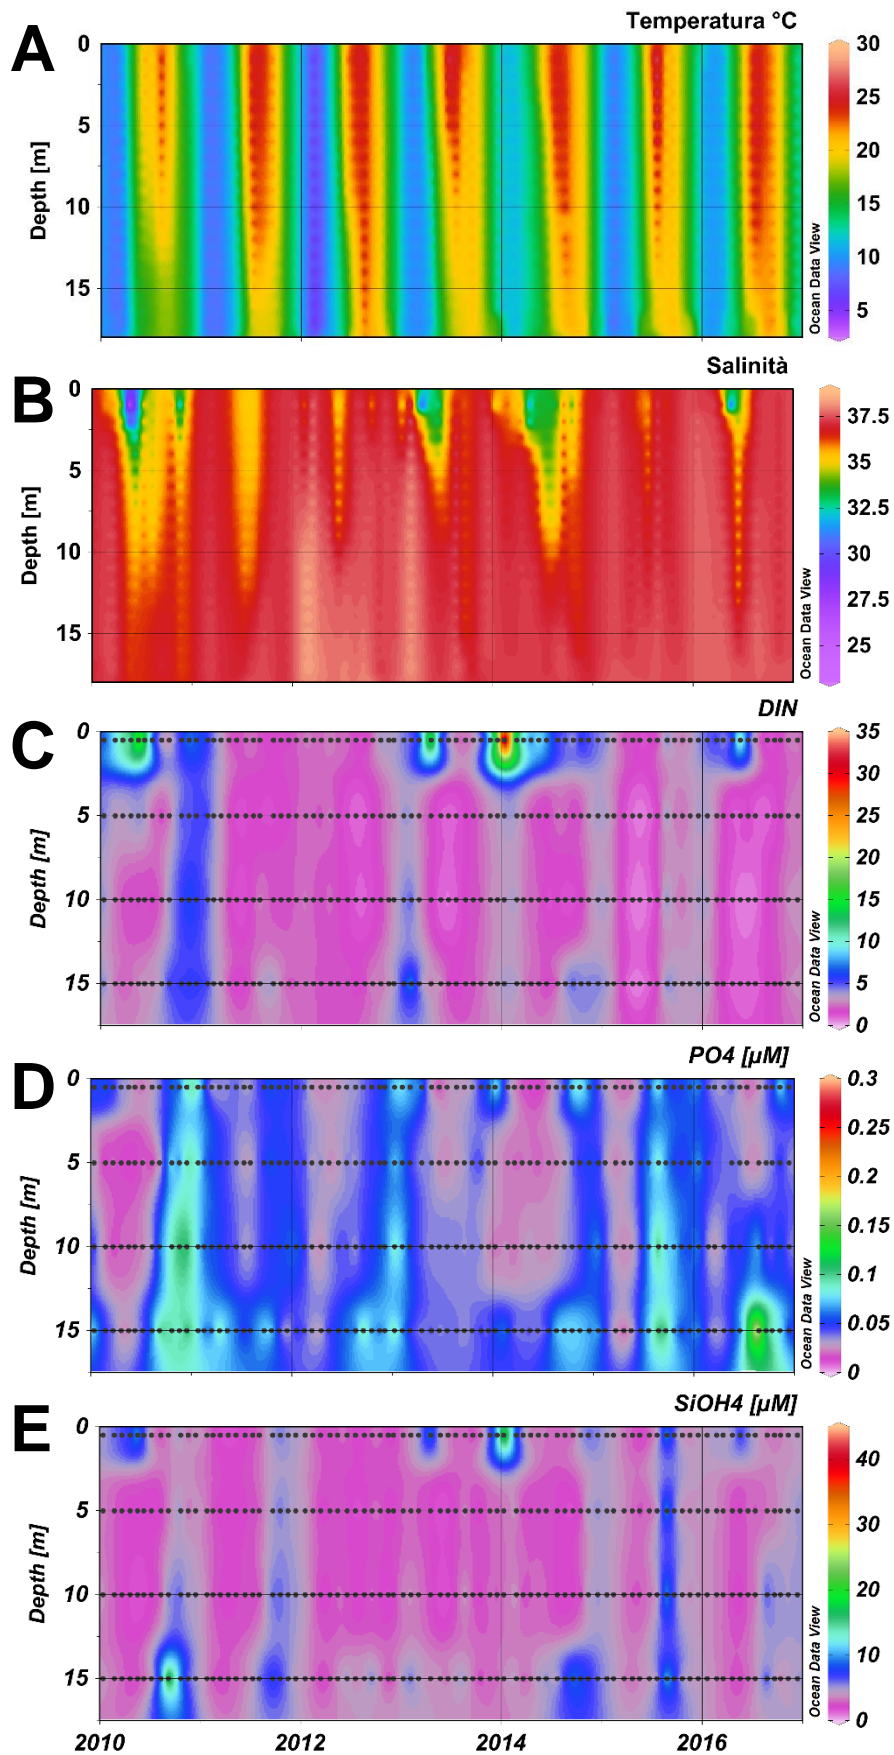 A
Temperatura °C
0
5
10
15
Depth [m]
30
25
20
15
10
5
Ocean Data View
B
Salinità
0
5
10
15
Depth [m]
37.5
35
32.5
30
27.5
25
Ocean Data View
C
DIN
0
5
10
15
Depth [m]
35
30
25
20
15
10
5
0
Ocean Data View
D
PO4 [µM]
0
5
10
15
Depth [m]
0.3
0.25
0.2
0.15
0.1
0.05
0
Ocean Data View
E
SiOH4 [µM]
0
5
10
15
Depth [m]
40
30
20
10
0
Ocean Data View
2010 2012 2014 2016